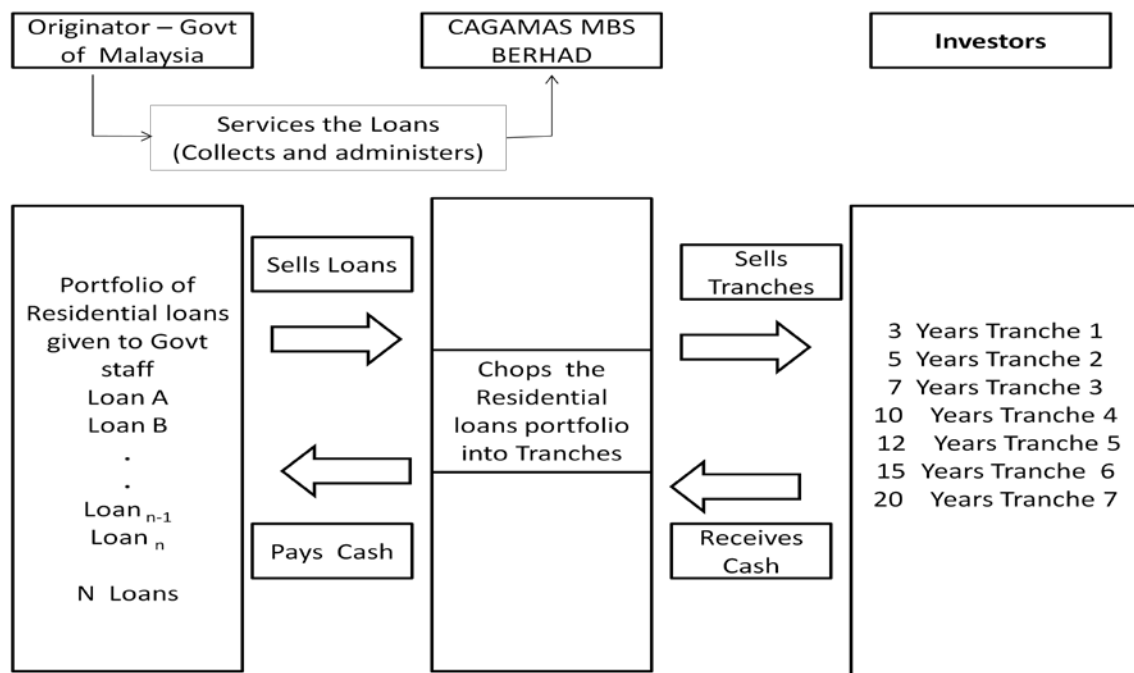 Originator – Govt
of Malaysia
CAGAMAS MBS
BERHAD
Investors
Services the Loans
(Collects and administers)
Portfolio of
Residential loans
given to Govt
staff
Loan A
Loan B
.
.
Loan n-1
Loan n
N Loans
Sells Loans
Pays Cash
Chops the
Residential
loans portfolio
into Tranches
Sells
Tranches
Receives
Cash
3 Years Tranche 1
5 Years Tranche 2
7 Years Tranche 3
10 Years Tranche 4
12 Years Tranche 5
15 Years Tranche 6
20 Years Tranche 7